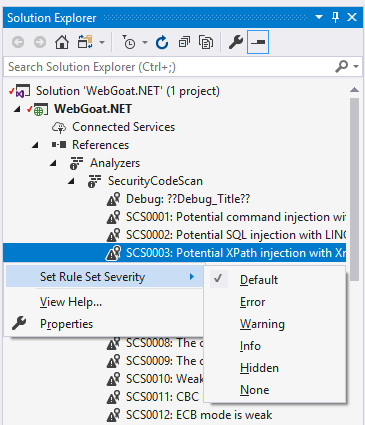 Solution Explorer
Search Solution Explorer (Ctrl+;)
Solution 'WebGoat.NET' (1 project)
WebGoat.NET
Connected Services
References
Analyzers
SecurityCodeScan
Debug: ??Debug_Title??
SCS0001: Potential command injection wi
SCS0002: Potential SQL injection with LINC
SCS0003: Potential XPath injection with Xr
Set Rule Set Severity
View Help...
Properties
Default
Error
Warning
Info
Hidden
None
SCS0008: The c
SCS0009: The c
SCS0010: Weak
SCS0011: CBC
SCS0012: ECB mode is weak